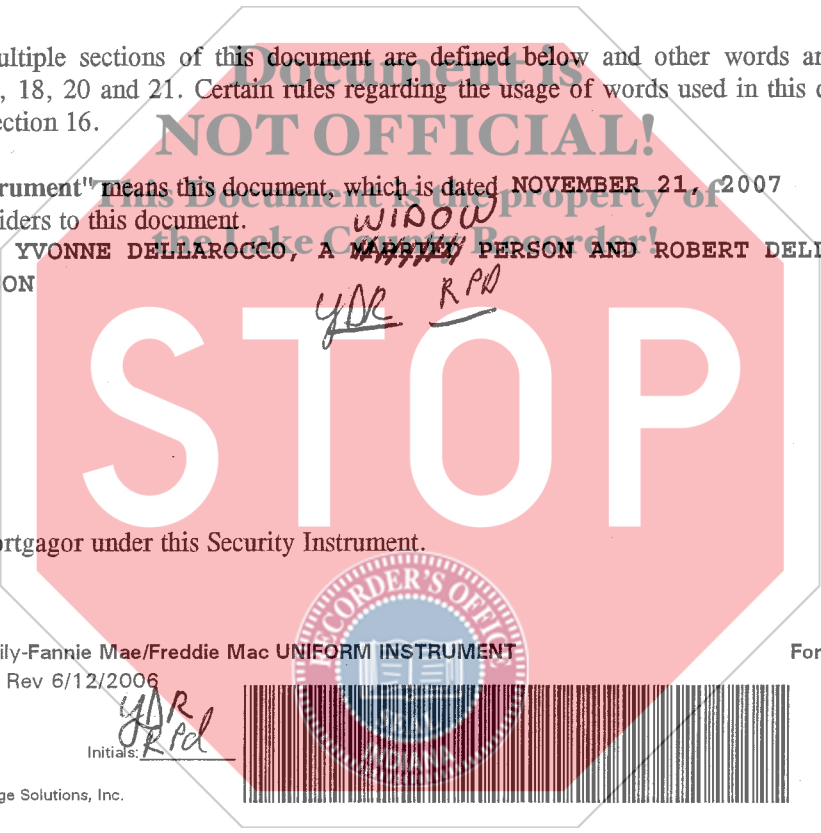 ultiple sections of this document are defined below and other words an
, 18, 20 and 21. Certain rules regarding the usage of words used in this d
ection 16.
Document is
NOT OFFICIAL!
This Document is the property of
the Lake County Recorder!
rument" means this document, which is dated NOVEMBER 21, 2007
iders to this document.
WIDOW
YVONNE DELLAROCCO, A MARRIED PERSON AND ROBERT DELL
ON
YDR RPD
STOP
ortgagor under this Security Instrument.
RECORDER'S OFFICE
SEAL
INDIANA
ily-Fannie Mae/Freddie Mac UNIFORM INSTRUMENT
For
Rev 6/12/2006
YDR
Initials: RPd
ge Solutions, Inc.